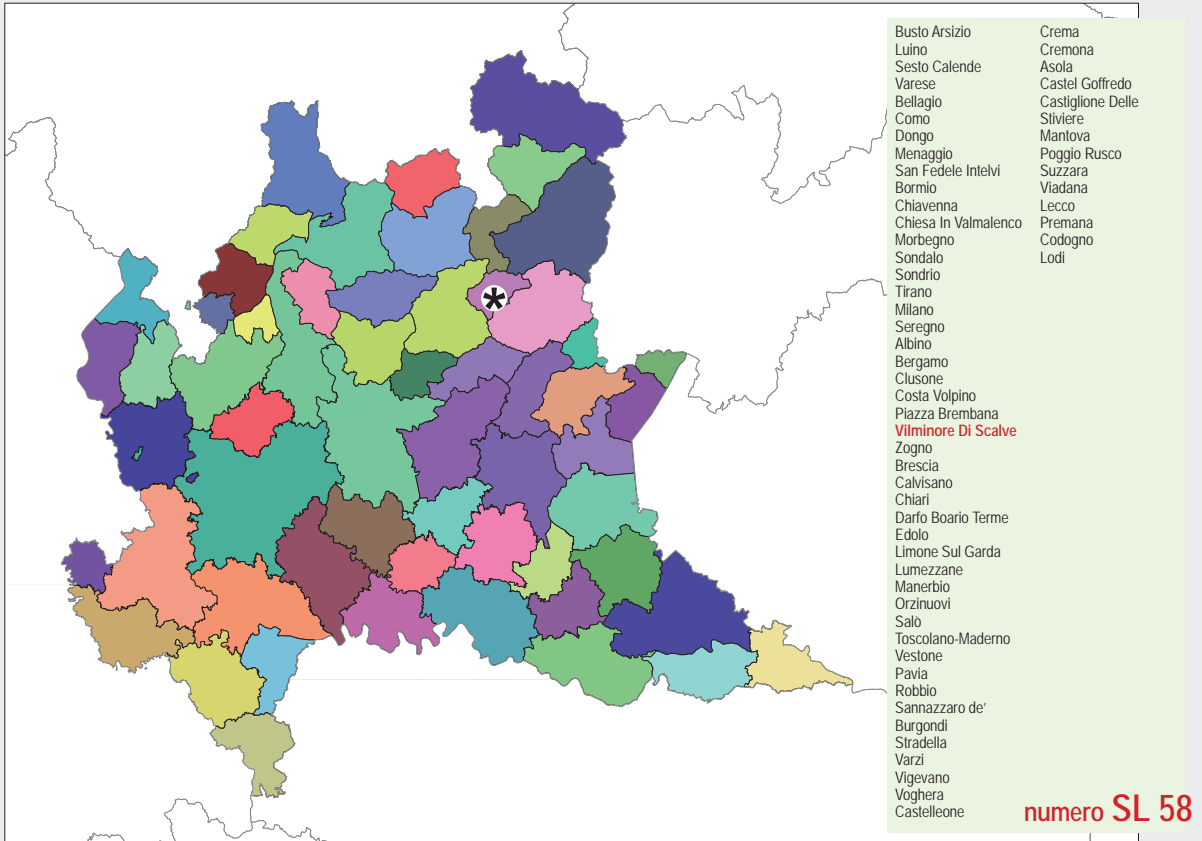 Busto Arsizio
Luino
Sesto Calende
Varese
Bellagio
Como
Dongo
Menaggio
San Fedele Intelvi
Bormio
Chiavenna
Chiesa In Valmalenco
Morbegno
Sondalo
Sondrio
Tirano
Milano
Seregno
Albino
Bergamo
Clusone
Costa Volpino
Piazza Brembana
Vilminore Di Scalve
Zogno
Brescia
Calvisano
Chiari
Darfo Boario Terme
Edolo
Limone Sul Garda
Lumezzane
Manerbio
Orzinuovi
Salò
Toscolano-Maderno
Vestone
Pavia
Robbio
Sannazzaro de'
Burgondi
Stradella
Varzi
Vigevano
Voghera
Castelleone
Crema
Cremona
Asola
Castel Goffredo
Castiglione Delle
Stiviere
Mantova
Poggio Rusco
Suzzara
Viadana
Lecco
Premana
Codogno
Lodi
*
numero SL 58